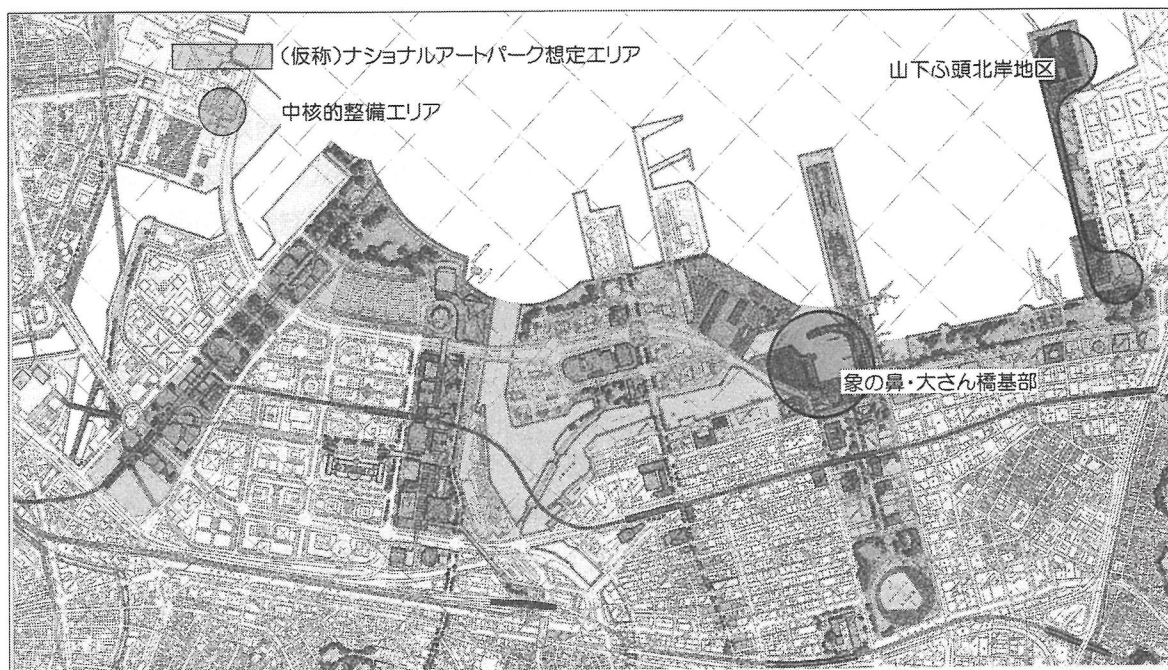 (仮称)ナショナルアートパーク想定エリア
中核的整備エリア
山下ふ頭北岸地区
象の鼻・大さん橋基部